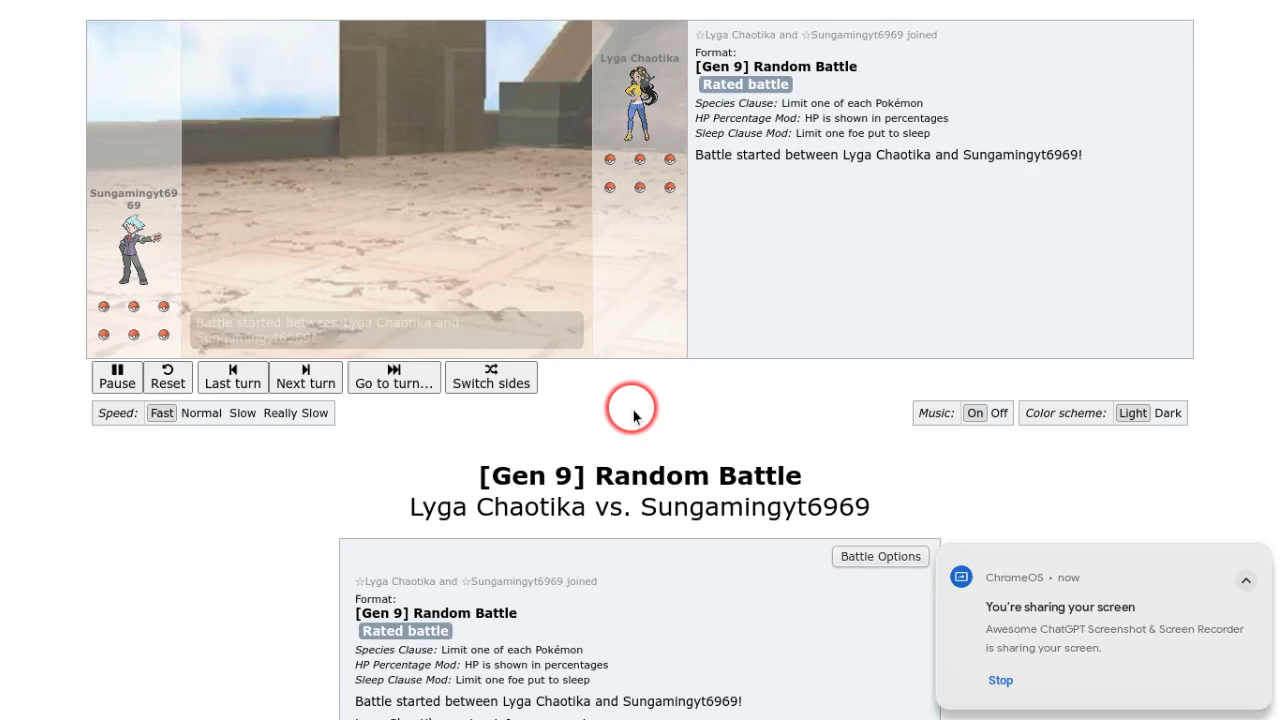 ☆Lyga Chaotika and ☆Sungamingyt6969 joined
Format:
[Gen 9] Random Battle
Rated battle
Species Clause: Limit one of each Pokémon
HP Percentage Mod: HP is shown in percentages
Sleep Clause Mod: Limit one foe put to sleep
Battle started between Lyga Chaotika and Sungamingyt6969!
Lyga Chaotika
Sungamingyt69
69
Battle started between Lyga Chaotika and
Sungamingyt6969!
Pause
Reset
Last turn
Next turn
Go to turn...
Switch sides
Speed: Fast Normal Slow Really Slow
Music: On Off
Color scheme: Light Dark
[Gen 9] Random Battle
Lyga Chaotika vs. Sungamingyt6969
Battle Options
☆Lyga Chaotika and ☆Sungamingyt6969 joined
Format:
[Gen 9] Random Battle
Rated battle
Species Clause: Limit one of each Pokémon
HP Percentage Mod: HP is shown in percentages
Sleep Clause Mod: Limit one foe put to sleep
Battle started between Lyga Chaotika and Sungamingyt6969!
ChromeOS • now
You're sharing your screen
Awesome ChatGPT Screenshot & Screen Recorder
is sharing your screen.
Stop